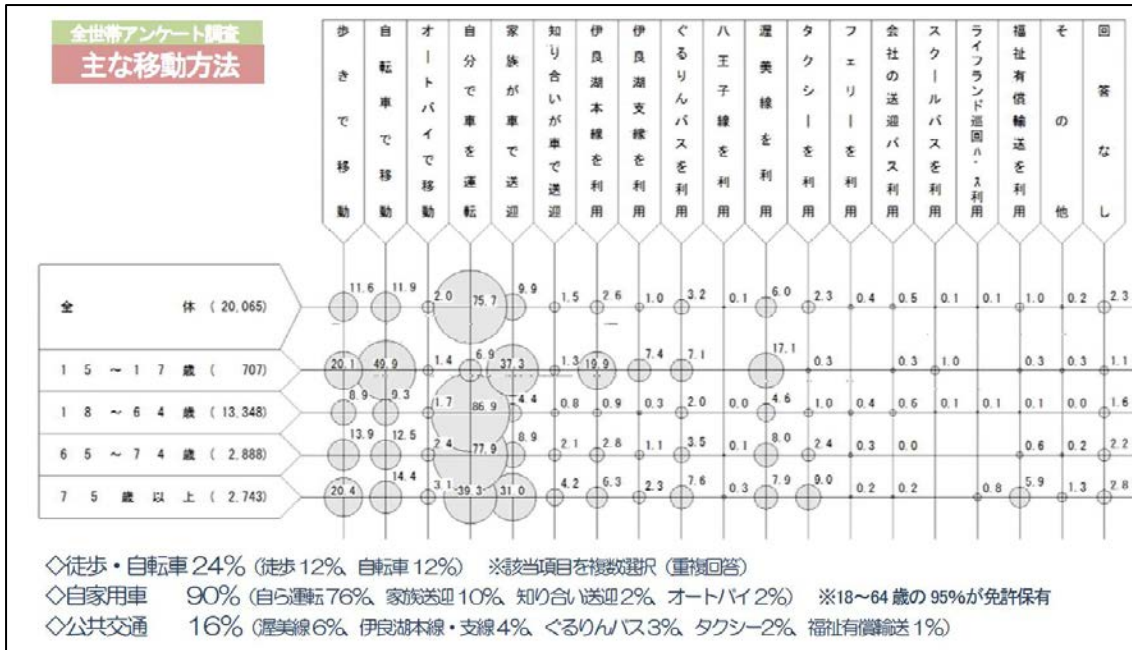 全世帯アンケート調査
主な移動方法
歩きで移動
自転車で移動
オートバイで移動
自分で車を運転
家族が車で送迎
知り合いが車で送迎
伊良湖本線を利用
伊良湖支線を利用
ぐるりんバスを利用
八王子線を利用
渥美線を利用
タクシーを利用
フェリーを利用
会社の送迎バス利用
スクールバスを利用
ライフランド巡回バス利用
福祉有償輸送を利用
その他
回答なし
全体(20,065) 11.6 11.9 2.0 75.7 9.9 1.5 2.6 1.0 3.2 0.1 6.0 2.3 0.4 0.5 0.1 0.1 1.0 0.2 2.3
15~17歳(707) 20.1 49.9 1.4 6.9 37.3 1.3 19.9 7.4 7.1 17.1 0.3 0.3 1.0 0.3 0.3 1.1
18~64歳(13,348) 8.9 9.3 1.7 86.9 4.4 0.8 0.9 0.3 2.0 0.0 4.6 1.0 0.4 0.6 0.1 0.1 0.1 0.0 1.6
65~74歳(2,888) 13.9 12.5 2.4 77.9 8.9 2.1 2.8 1.1 3.5 0.1 8.0 2.4 0.3 0.0 0.6 0.2 2.2
75歳以上(2,743) 20.4 14.4 3.1 39.3 31.0 4.2 6.3 2.3 7.6 0.3 7.9 9.0 0.2 0.2 0.8 5.9 1.3 2.8
◇徒歩・自転車24%(徒歩12%、自転車12%) ※該当項目を複数選択(重複回答)
◇自家用車 90%(自ら運転76%、家族送迎10%、知り合い送迎2%、オートバイ2%) ※18~64歳の95%が免許保有
◇公共交通 16%(渥美線6%、伊良湖本線・支線4%、ぐるりんバス3%、タクシー2%、福祉有償輸送1%)